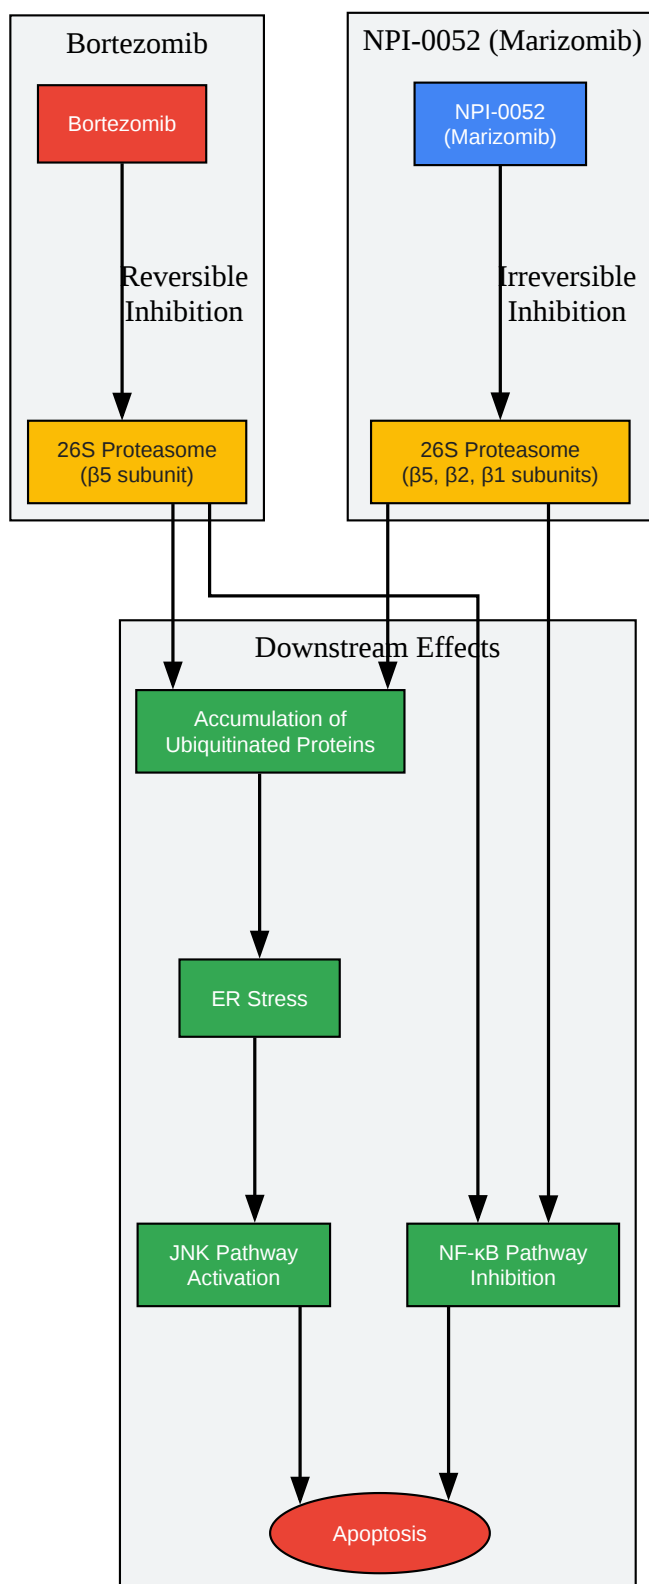 Bortezomib
Bortezomib
Reversible
Inhibition
26S Proteasome
(β5 subunit)
NPI-0052 (Marizomib)
NPI-0052
(Marizomib)
Irreversible
Inhibition
26S Proteasome
(β5, β2, β1 subunits)
Downstream Effects
Accumulation of
Ubiquitinated Proteins
ER Stress
JNK Pathway
Activation
NF-κB Pathway
Inhibition
Apoptosis